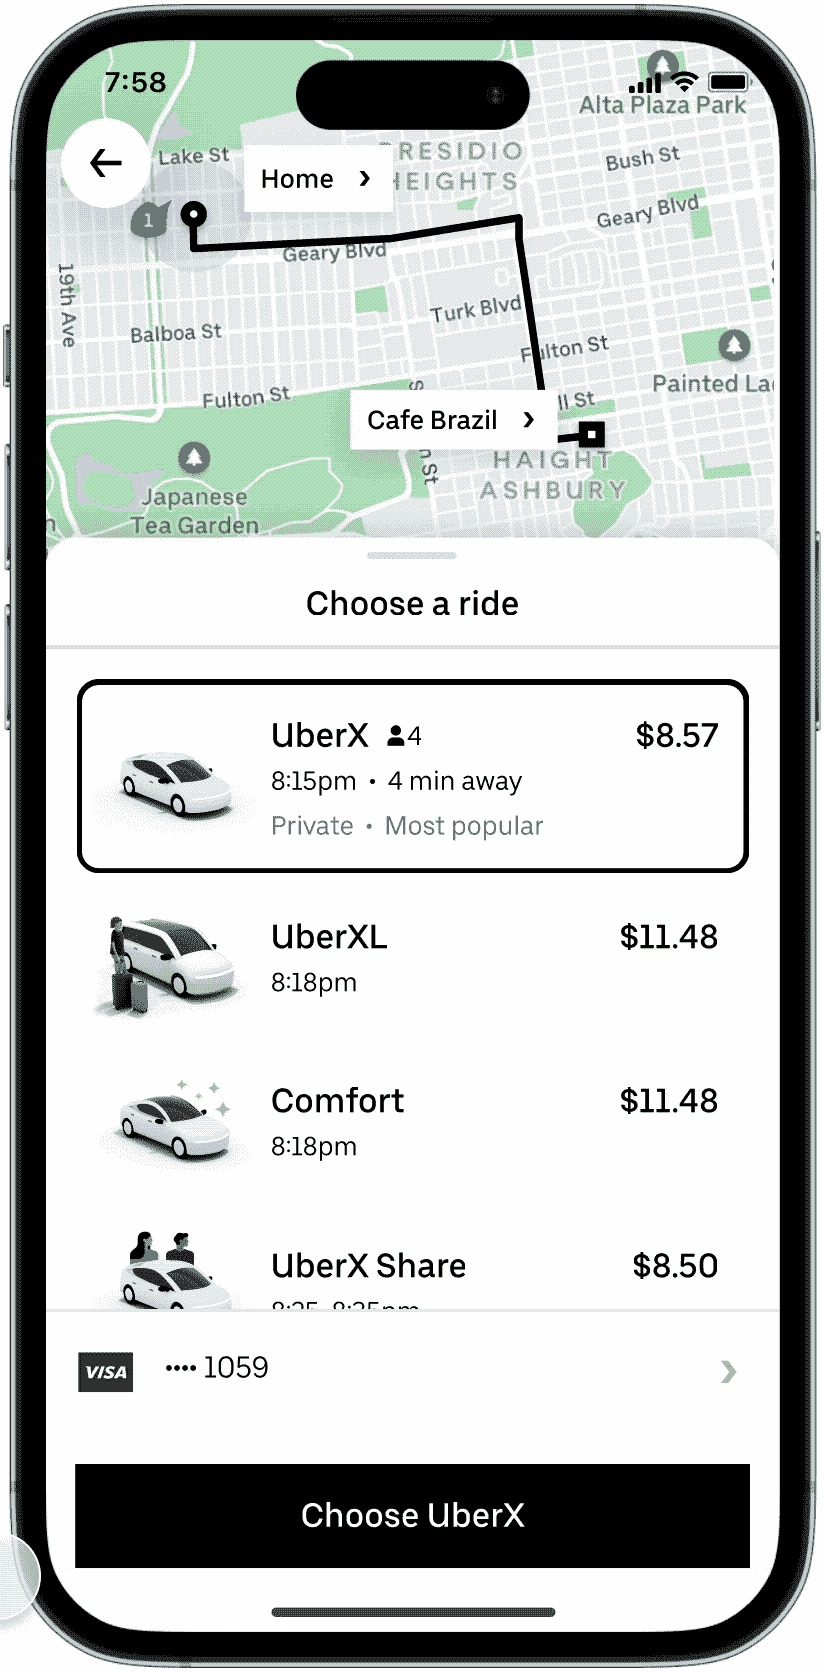 7:58
Alta Plaza Park
Lake St
Home
PRESIDIO
HEIGHTS
Bush St
1
Geary Blvd
Geary Blvd
19th Ave
Turk Blvd
Balboa St
Fulton St
Painted La
Fulton St
ll St
Cafe Brazil
n St
HAIGHT
ASHBURY
Japanese
Tea Garden
Choose a ride
UberX 4 $8.57
8:15pm • 4 min away
Private • Most popular
UberXL $11.48
8:18pm
Comfort $11.48
8:18pm
UberX Share $8.50
VISA •••• 1059
Choose UberX